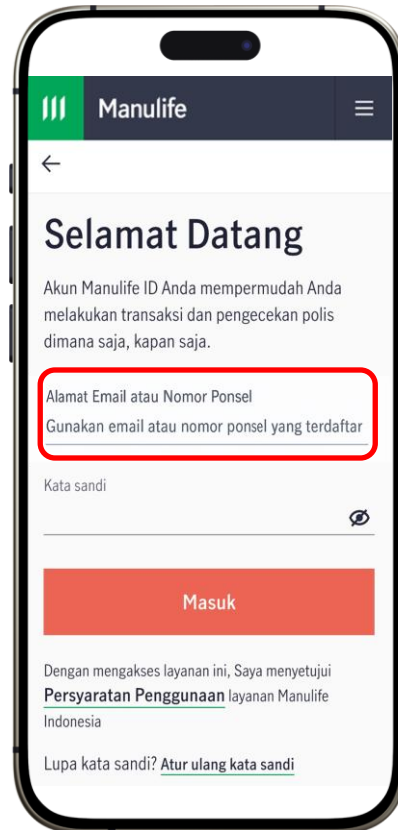 Manulife
Selamat Datang
Akun Manulife ID Anda mempermudah Anda
melakukan transaksi dan pengecekan polis
dimana saja, kapan saja.
Alamat Email atau Nomor Ponsel
Gunakan email atau nomor ponsel yang terdaftar
Kata sandi
Masuk
Dengan mengakses layanan ini, Saya menyetujui
Persyaratan Penggunaan layanan Manulife
Indonesia
Lupa kata sandi? Atur ulang kata sandi